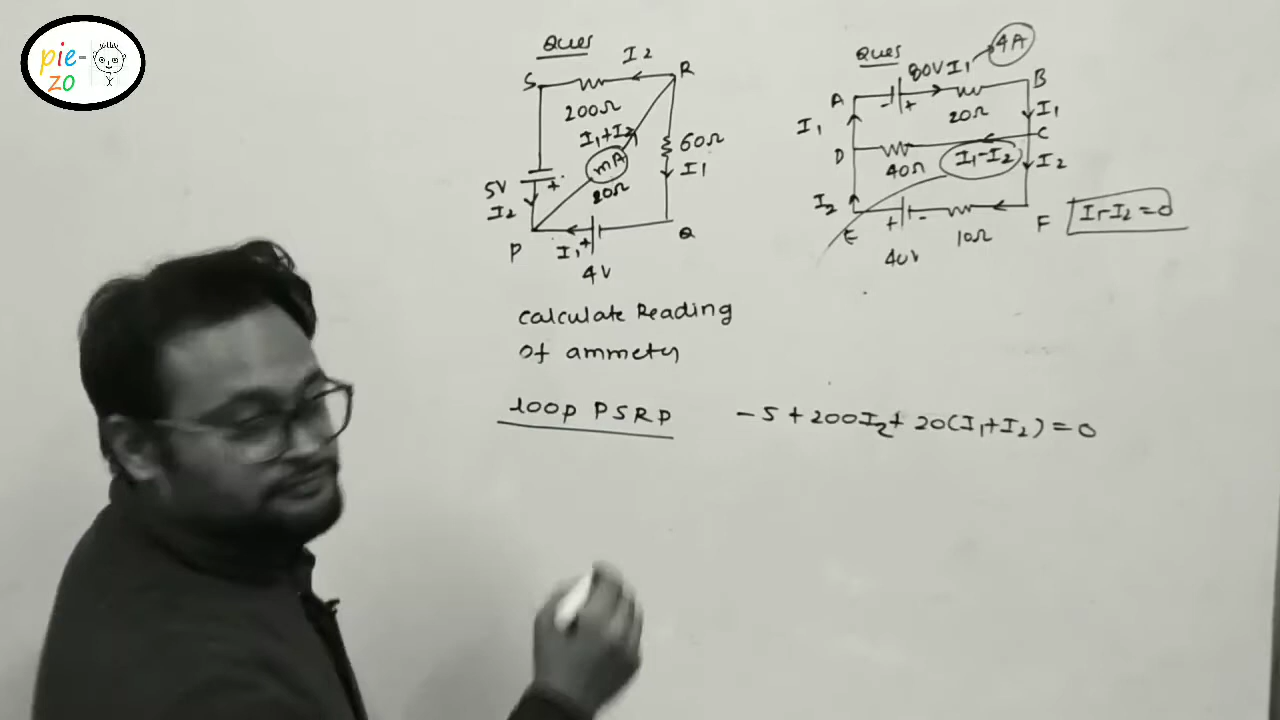 pie-
zo
Ques
I2
S
R
200Ω
I1+I2
60Ω
mA
I1
20Ω
5V
+
I2
P
I1
+
Q
4V
Calculate Reading
of ammeter
Ques
80V
I1
4A
A
B
- +
20Ω
I1
I1
C
D
40Ω
I1-I2
I2
I2
E
+ -
10Ω
F
40V
I1-I2=0
loop PSRP
-5+200I2+20(I1+I2)=0